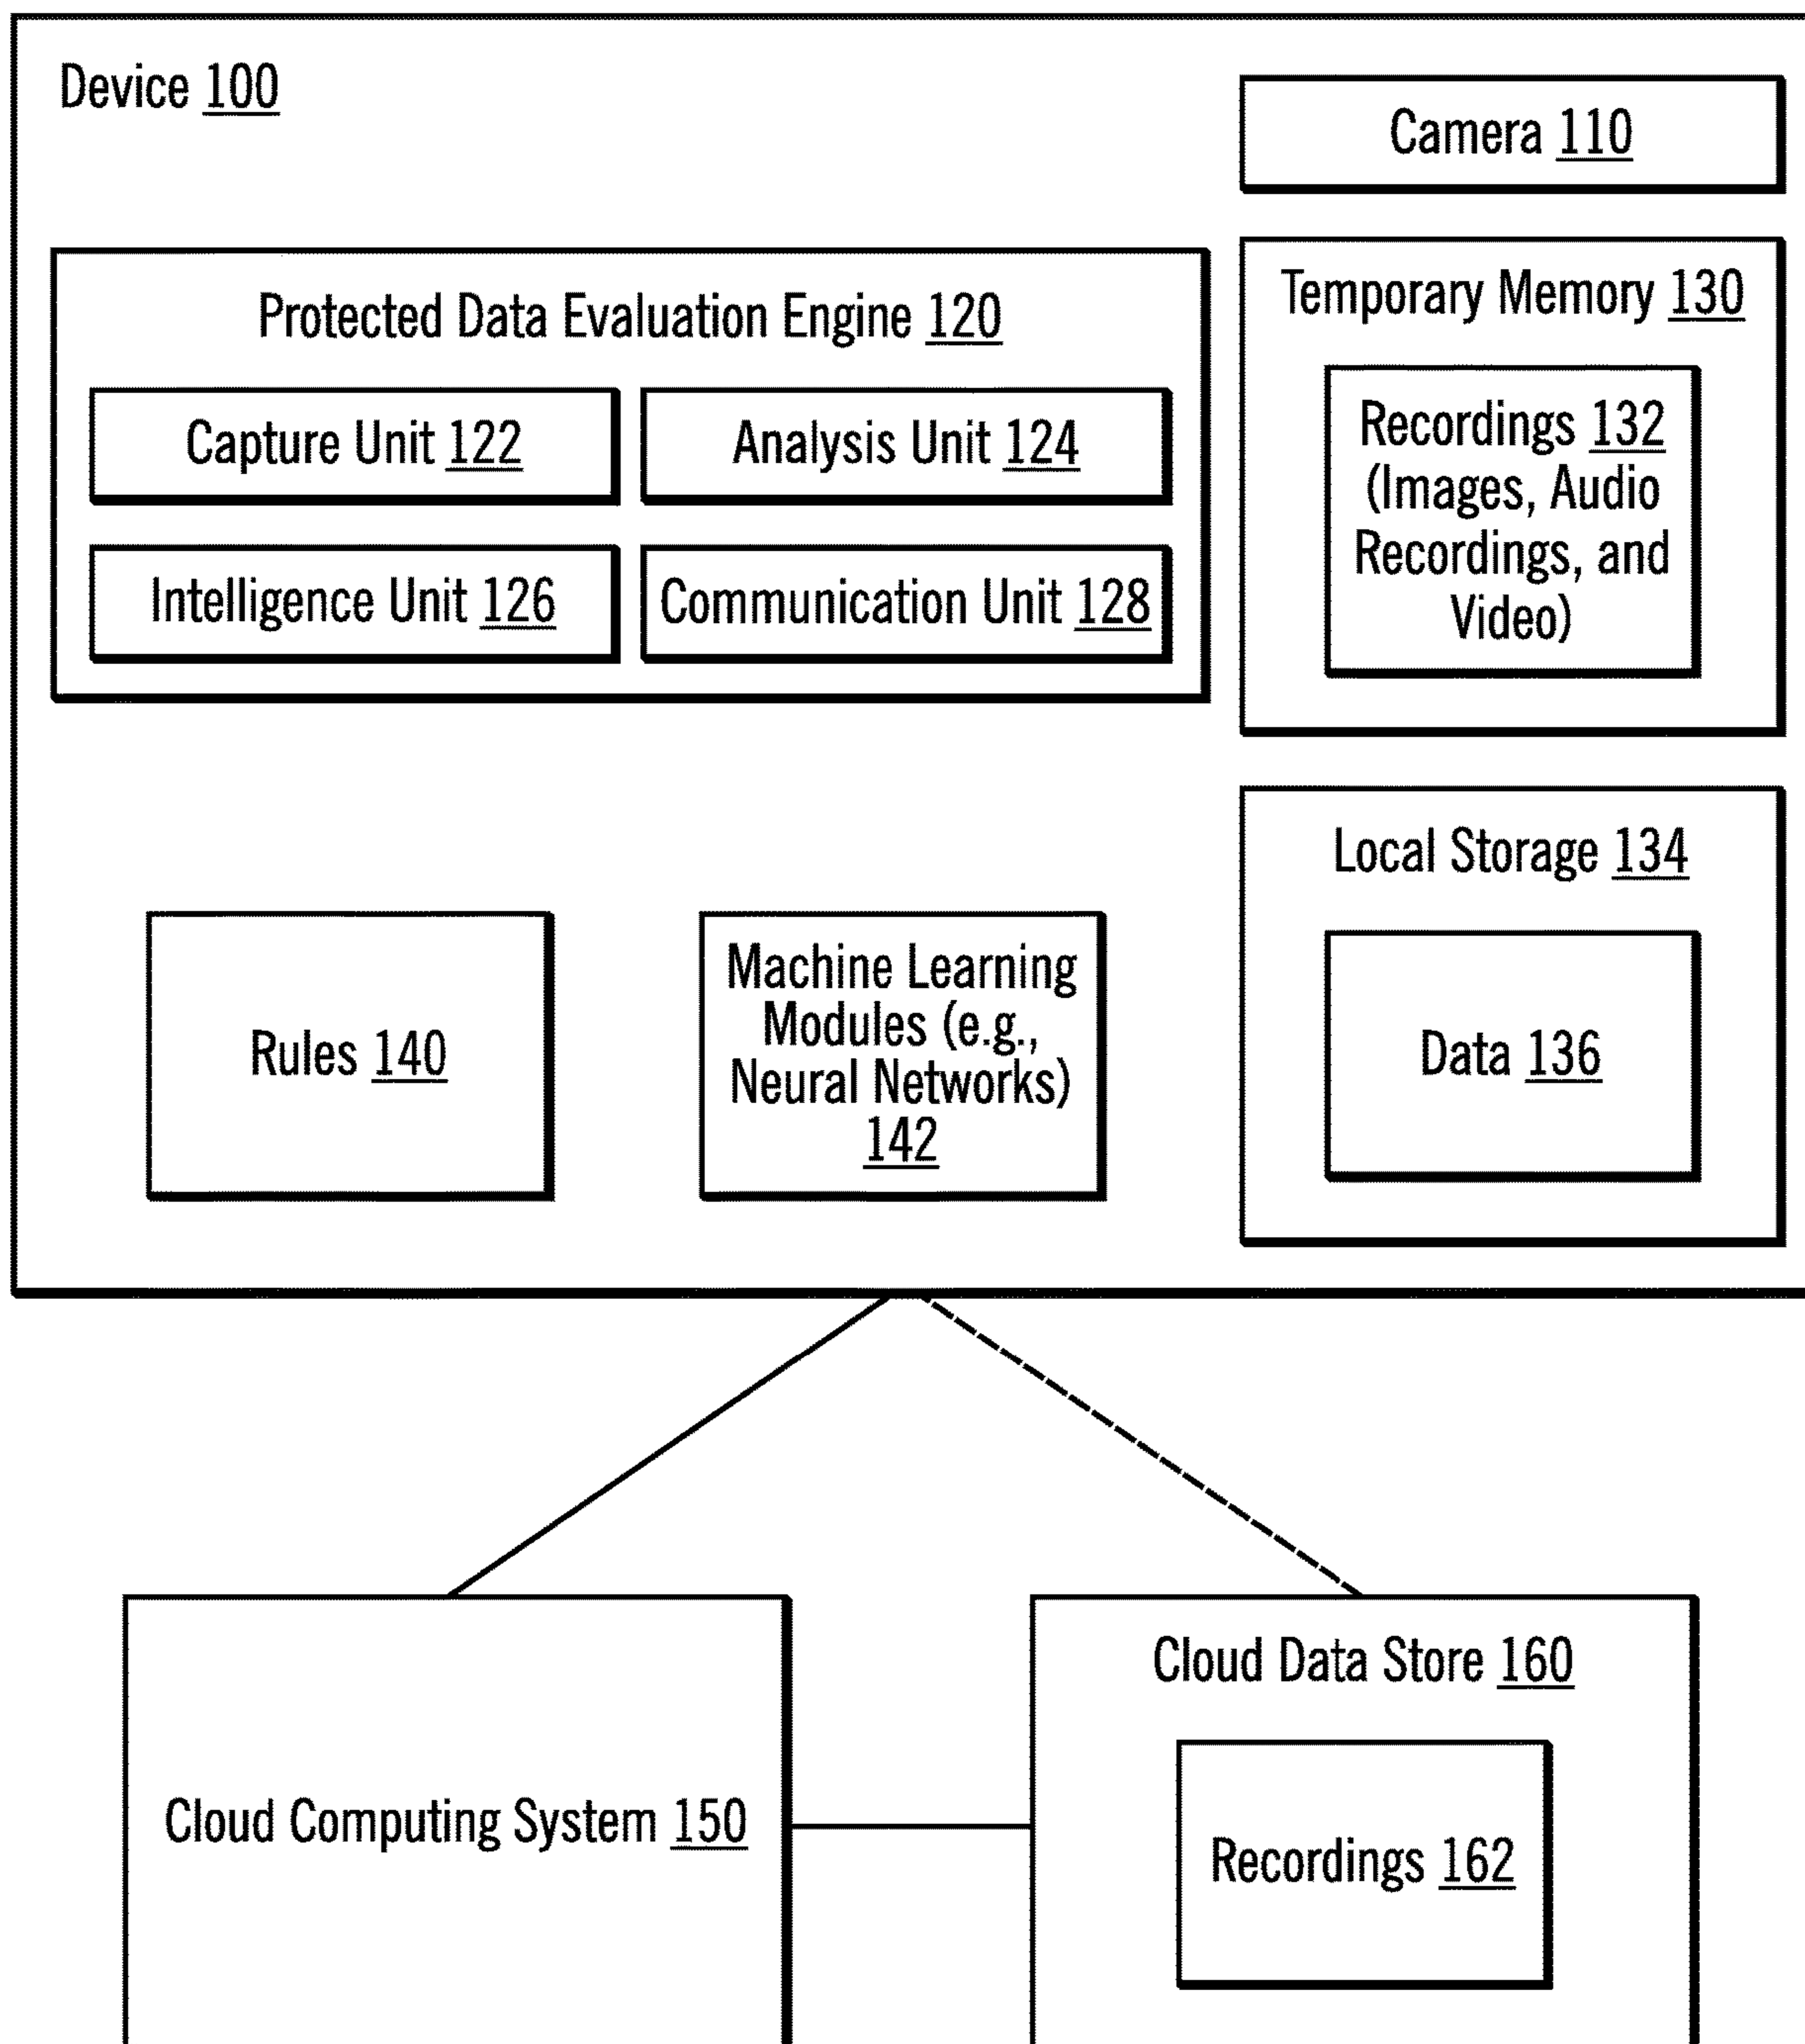 Device 100
Camera 110
Protected Data Evaluation Engine 120
Capture Unit 122
Analysis Unit 124
Intelligence Unit 126
Communication Unit 128
Temporary Memory 130
Recordings 132
(Images, Audio
Recordings, and
Video)
Local Storage 134
Data 136
Rules 140
Machine Learning
Modules (e.g.,
Neural Networks)
142
Cloud Computing System 150
Cloud Data Store 160
Recordings 162